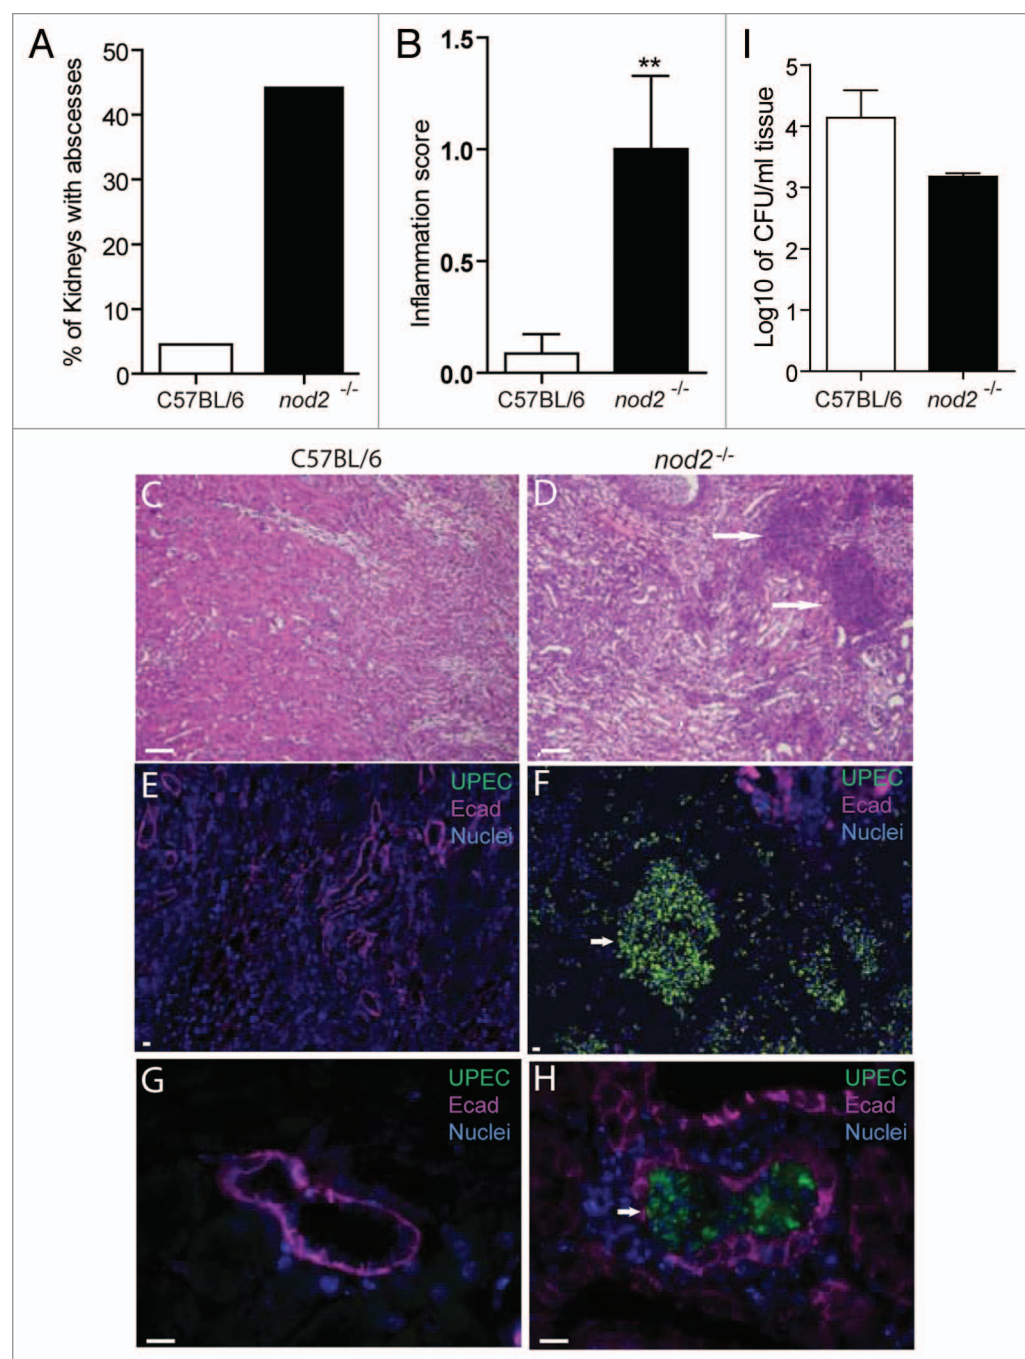 A
% of Kidneys with abscesses
50
40
30
20
10
0
C57BL/6 nod2 -/-
B
Inflammation score
1.5
1.0
0.5
0.0
**
C57BL/6 nod2 -/-
I
Log10 of CFU/ml tissue
5
4
3
2
1
0
C57BL/6 nod2 -/-
C57BL/6 nod2 -/-
C
D
E
UPEC
Ecad
Nuclei
F
UPEC
Ecad
Nuclei
G
UPEC
Ecad
Nuclei
H
UPEC
Ecad
Nuclei